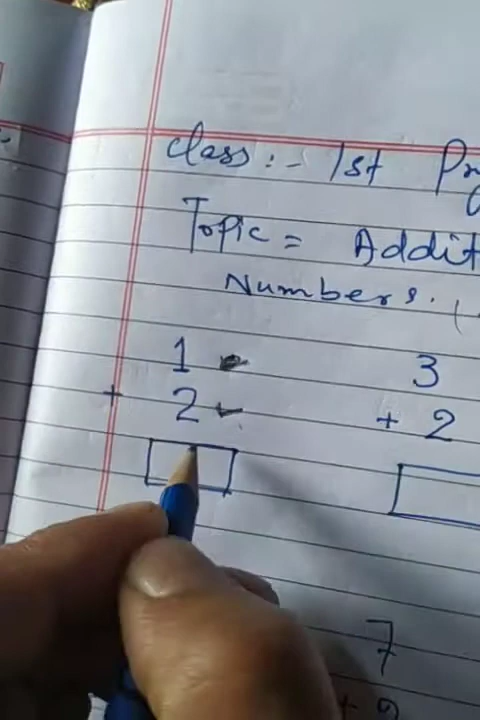 class :- 1st
Topic = Addit
Numbers. (
1 3
+ 2 + 2
7
+